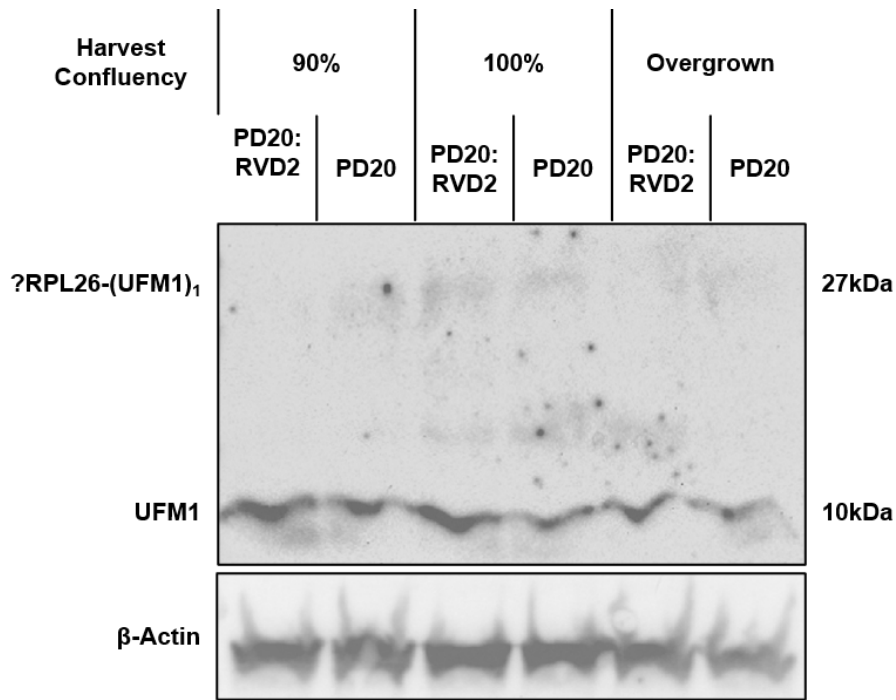 Harvest
Confluency
90%
100%
Overgrown
PD20:
RVD2
PD20
PD20:
RVD2
PD20
PD20:
RVD2
PD20
?RPL26-(UFM1)₁
27kDa
UFM1
10kDa
β-Actin